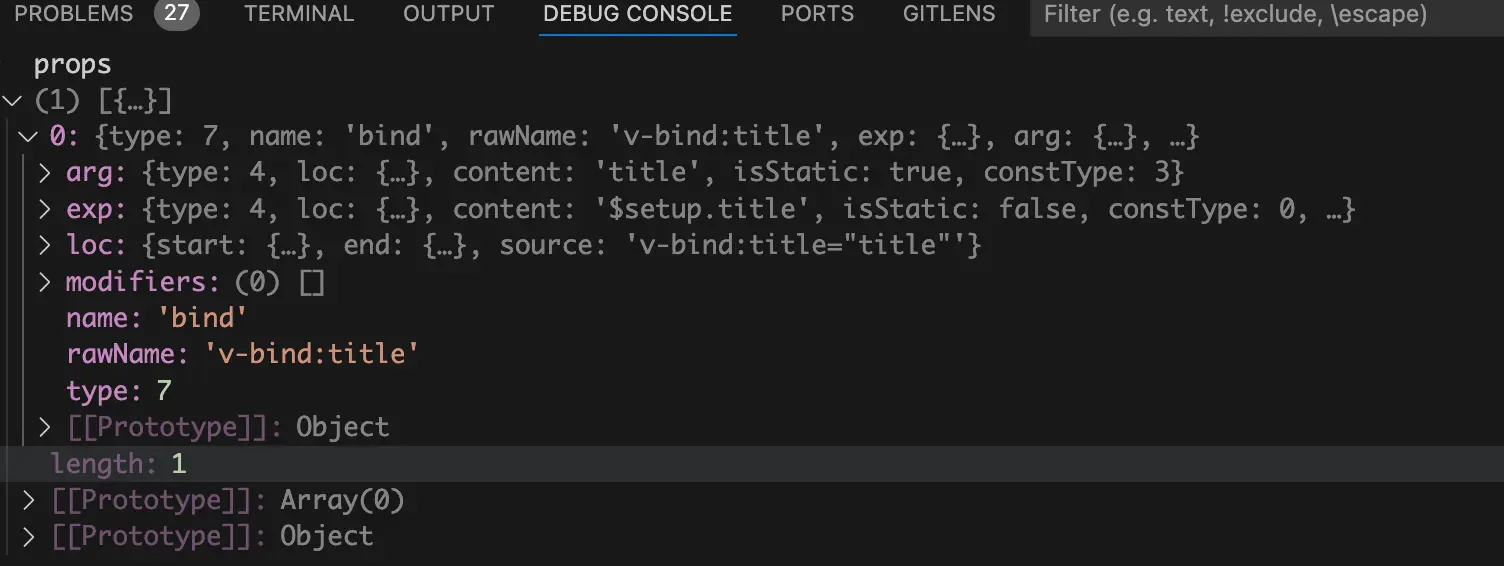 PROBLEMS 27 TERMINAL OUTPUT DEBUG CONSOLE PORTS GITLENS Filter (e.g. text, !exclude, \escape)
props
(1) [{…}]
0: {type: 7, name: 'bind', rawName: 'v-bind:title', exp: {…}, arg: {…}, …}
arg: {type: 4, loc: {…}, content: 'title', isStatic: true, constType: 3}
exp: {type: 4, loc: {…}, content: '$setup.title', isStatic: false, constType: 0, …}
loc: {start: {…}, end: {…}, source: 'v-bind:title="title"'}
modifiers: (0) []
name: 'bind'
rawName: 'v-bind:title'
type: 7
[[Prototype]]: Object
length: 1
[[Prototype]]: Array(0)
[[Prototype]]: Object